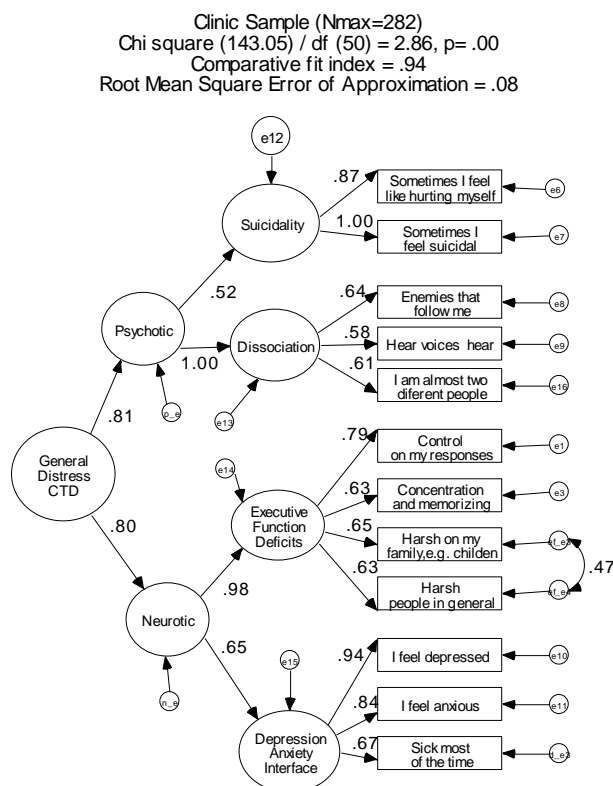 Clinic Sample (Nmax=282)
Chi square (143.05) / df (50) = 2.86, p= .00
Comparative fit index = .94
Root Mean Square Error of Approximation = .08
e12
.87
Sometimes I feel
like hurting myself
e6
Suicidality
1.00
Sometimes I
feel suicidal
e7
.52
.64
Enemies that
follow me
e8
Psychotic
1.00
Dissociation
.58
Hear voices hear
e9
.61
I am almost two
diferent people
e16
p_e
e13
.81
.79
Control
on my responses
e1
General
Distress
CTD
e14
.63
Concentration
and memorizing
e3
Executive
Function
Deficits
.65
Harsh on my
family,e.g. childen
ef_e3
.47
.80
.98
.63
Harsh
people in general
ef_e4
Neurotic
.65
.94
I feel depressed
e10
e15
n_e
.84
I feel anxious
e11
Depression
Anxiety
Interface
.67
Sick most
of the time
d_e3